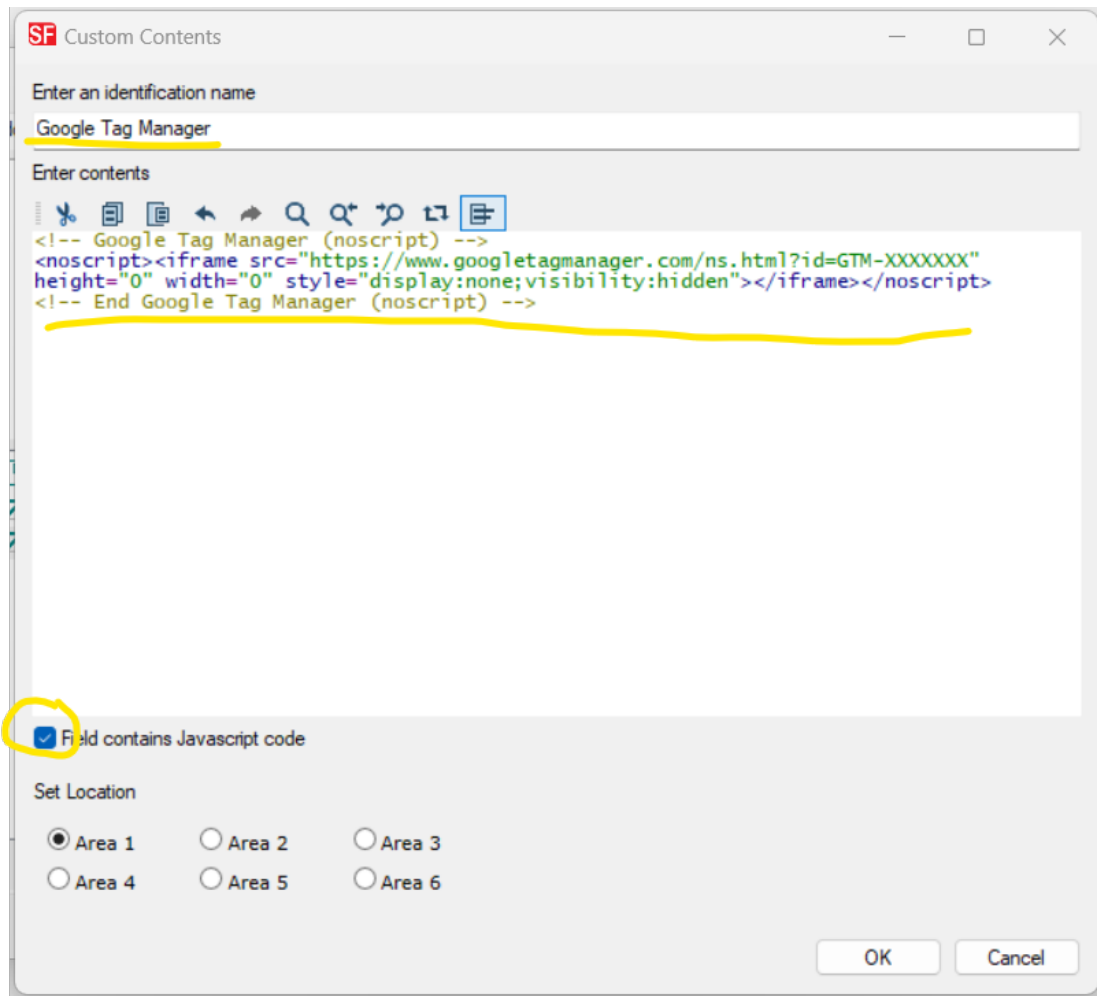 SF Custom Contents
Enter an identification name
Google Tag Manager
Enter contents
<!-- Google Tag Manager (noscript) -->
<noscript><iframe src="https://www.googletagmanager.com/ns.html?id=GTM-XXXXXXX"
height="0" width="0" style="display:none;visibility:hidden"></iframe></noscript>
<!-- End Google Tag Manager (noscript) -->
Field contains Javascript code
Set Location
Area 1 Area 2 Area 3
Area 4 Area 5 Area 6
OK Cancel